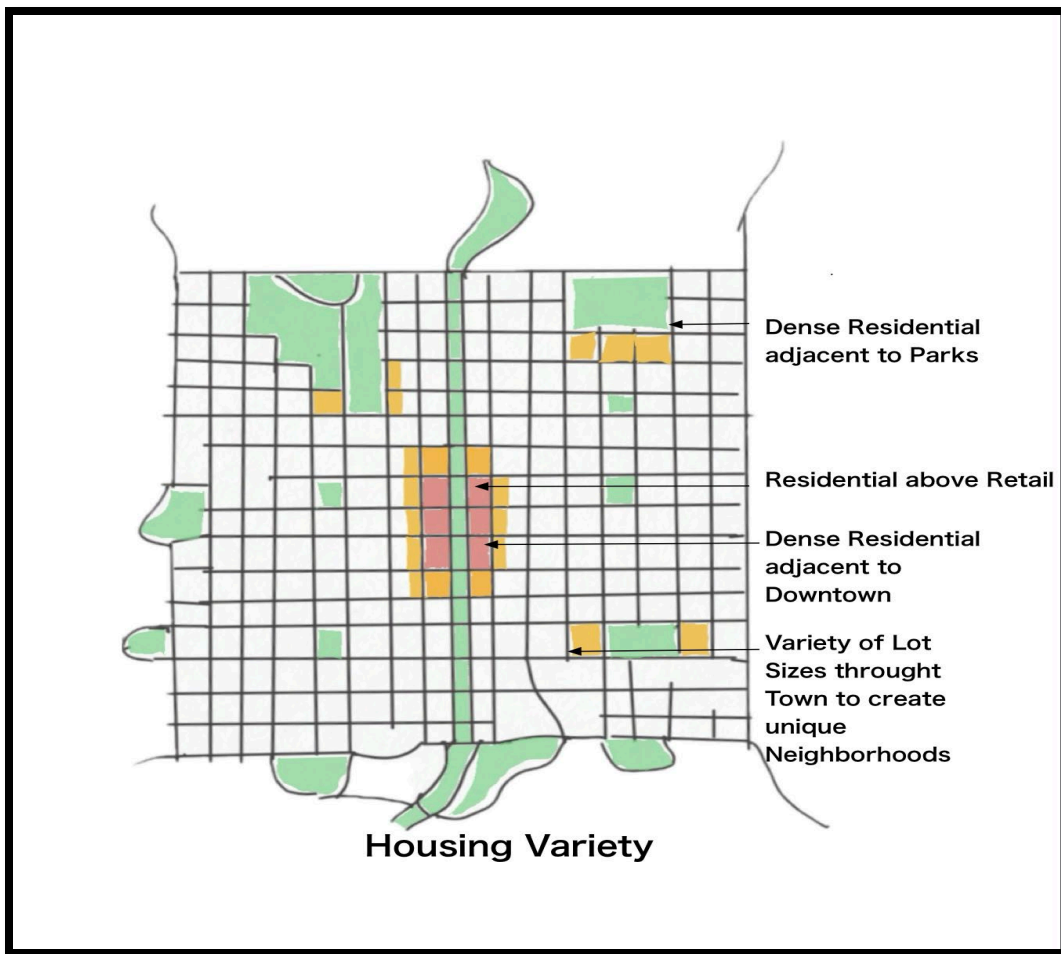 Dense Residential
adjacent to Parks
Residential above Retail
Dense Residential
adjacent to
Downtown
Variety of Lot
Sizes throught
Town to create
unique
Neighborhoods
Housing Variety